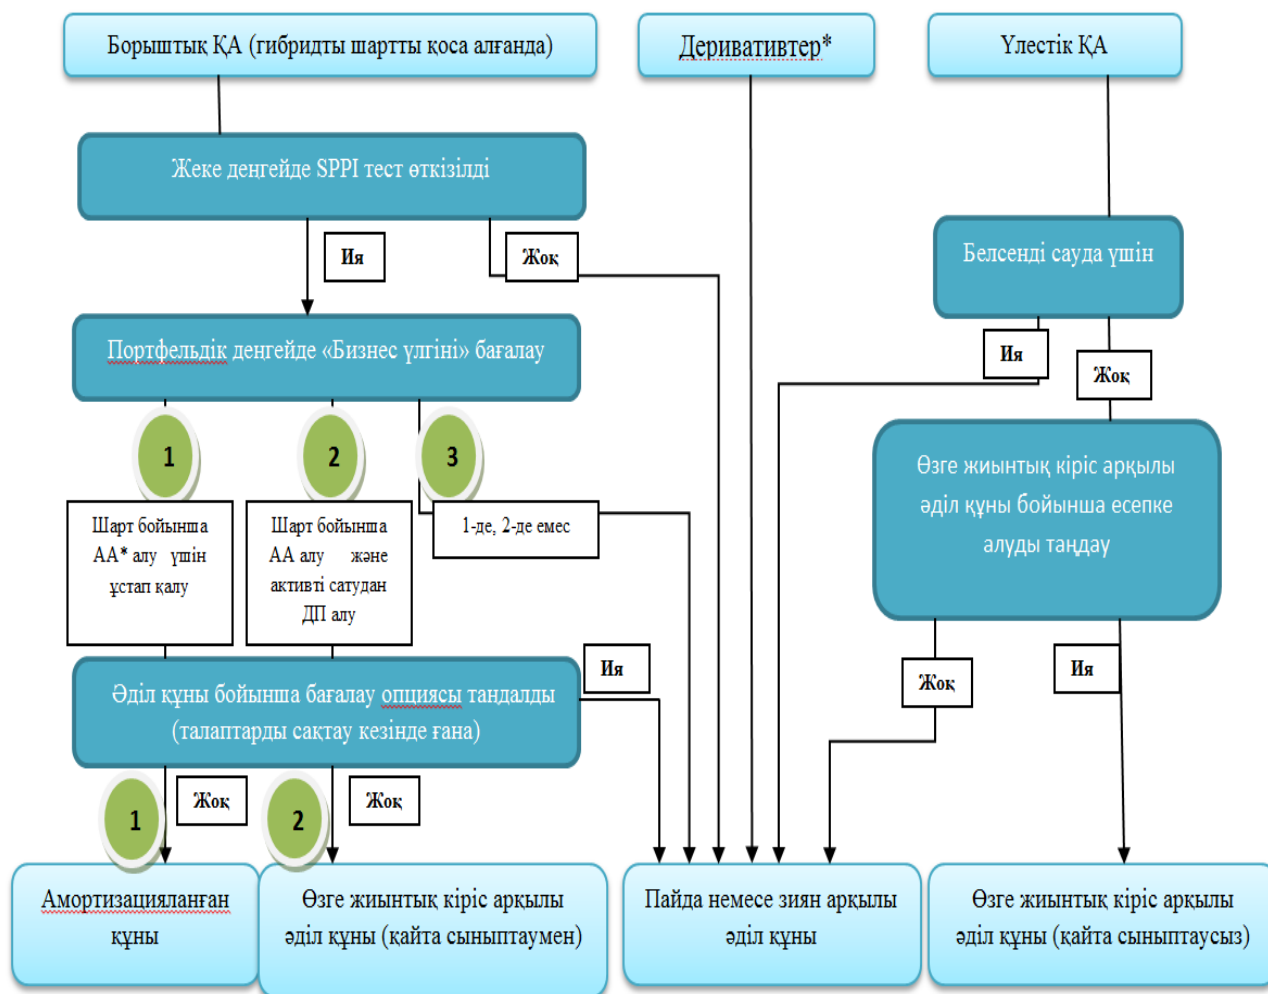 Борыштық ҚА (гибридты шартты қоса алғанда)
Деривативтер*
Үлестік ҚА
Жеке деңгейде SPPI тест өткізілді
Ия
Жоқ
Белсенді сауда үшін
Портфельдік деңгейде «Бизнес үлгіні» бағалау
Ия
Жоқ
1
2
3
Өзге жиынтық кіріс арқылы
әділ құны бойынша есепке
алуды таңдау
Шарт бойынша
АА* алу үшін
ұстап қалу
Шарт бойынша
АА алу және
активті сатудан
ДП алу
1-де, 2-де емес
Ия
Жоқ
Ия
Әділ құны бойынша бағалау опциясы тандалды
(талаптарды сақтау кезінде ғана)
1
Жоқ
2
Жоқ
Амортизацияланған
құны
Өзге жиынтық кіріс арқылы
әділ құны (қайта сыныптаумен)
Пайда немесе зиян арқылы
әділ құны
Өзге жиынтық кіріс арқылы
әділ құны (қайта сыныптаусыз)